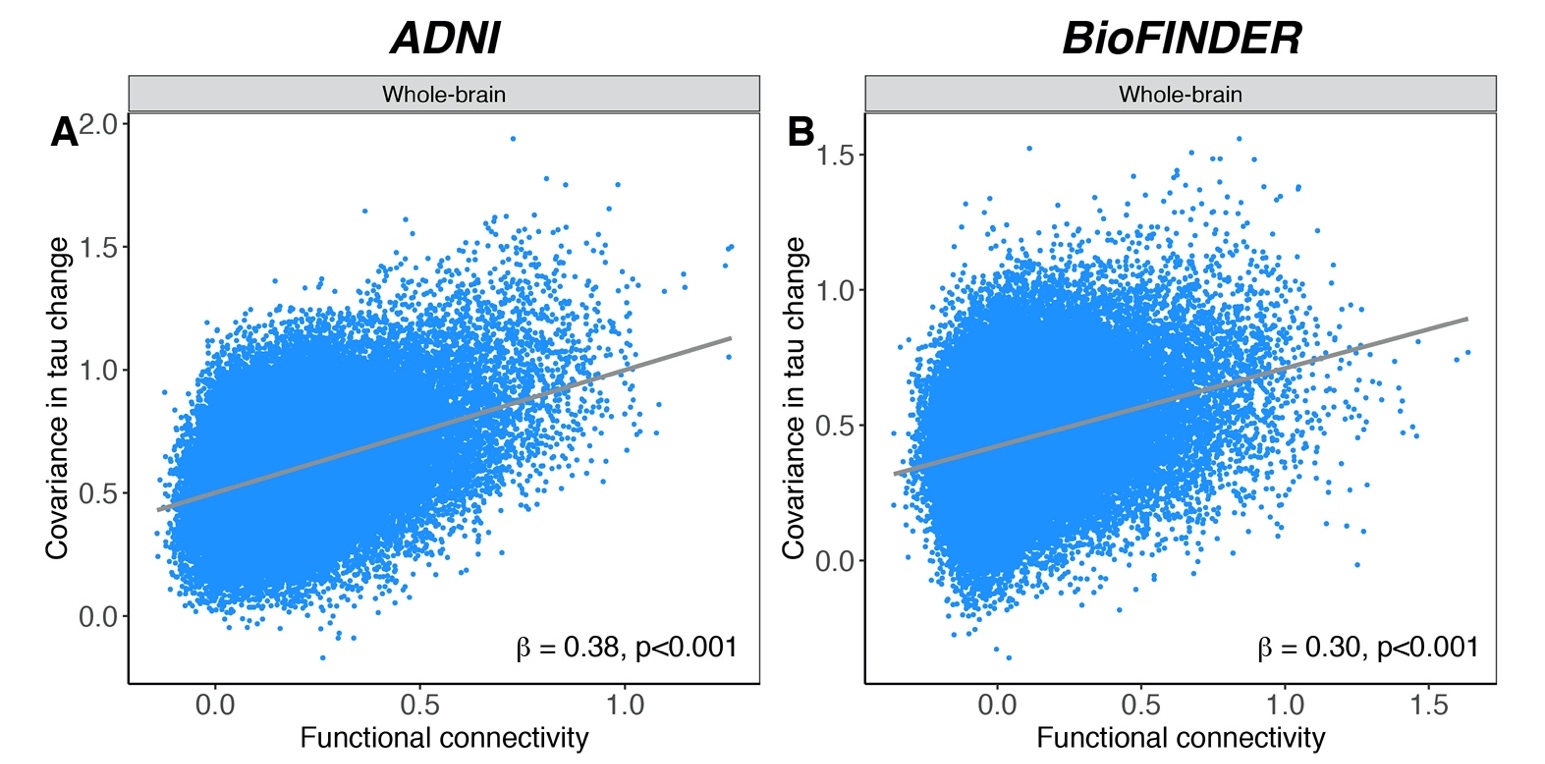 ADNI
BioFINDER
Whole-brain
Whole-brain
A
2.0
1.5
1.0
0.5
0.0
Covariance in tau change
β = 0.38, p<0.001
0.0 0.5 1.0
Functional connectivity
B
1.5
1.0
0.5
0.0
Covariance in tau change
β = 0.30, p<0.001
0.0 0.5 1.0 1.5
Functional connectivity